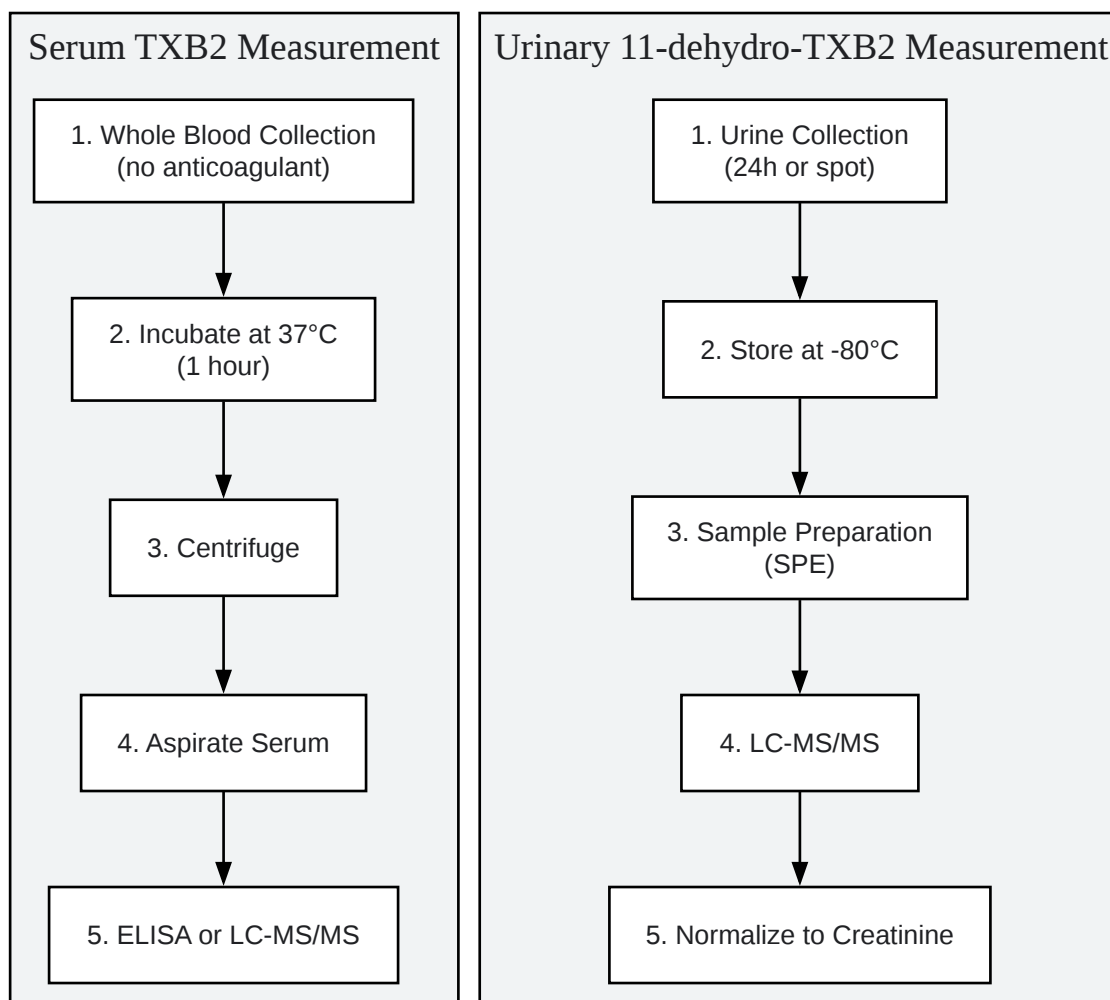 Serum TXB2 Measurement
1. Whole Blood Collection
(no anticoagulant)
2. Incubate at 37°C
(1 hour)
3. Centrifuge
4. Aspirate Serum
5. ELISA or LC-MS/MS
Urinary 11-dehydro-TXB2 Measurement
1. Urine Collection
(24h or spot)
2. Store at -80°C
3. Sample Preparation
(SPE)
4. LC-MS/MS
5. Normalize to Creatinine